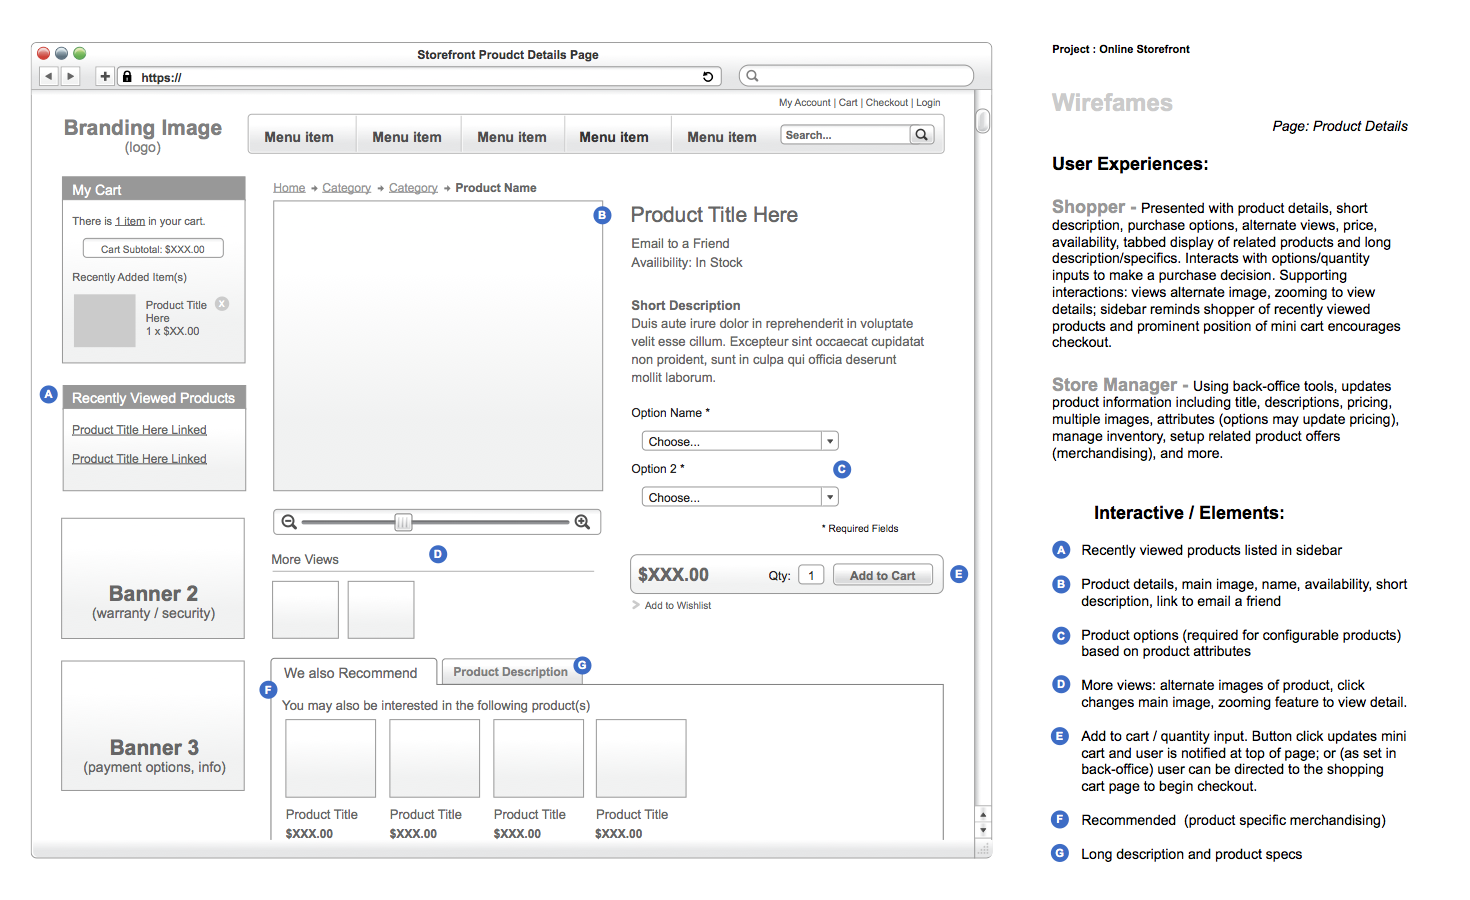 Storefront Proudct Details Page
https://
My Account | Cart | Checkout | Login
Branding Image
(logo)
Menu item
Menu item
Menu item
Menu item
Menu item
Search...
My Cart
There is 1 item in your cart.
Cart Subtotal: $XXX.00
Recently Added Item(s)
Product Title
Here
1 x $XX.00
X
A
Recently Viewed Products
Product Title Here Linked
Product Title Here Linked
Banner 2
(warranty / security)
Banner 3
(payment options, info)
Home → Category → Category → Product Name
B
Product Title Here
Email to a Friend
Availibility: In Stock
Short Description
Duis aute irure dolor in reprehenderit in voluptate
velit esse cillum. Excepteur sint occaecat cupidatat
non proident, sunt in culpa qui officia deserunt
mollit laborum.
Option Name *
Choose...
Option 2 *
C
Choose...
* Required Fields
D
More Views
$XXX.00
Qty: 1
Add to Cart
E
Add to Wishlist
We also Recommend
Product Description
G
F
You may also be interested in the following product(s)
Product Title
$XXX.00
Product Title
$XXX.00
Product Title
$XXX.00
Product Title
$XXX.00
Project : Online Storefront
Wirefames
Page: Product Details
User Experiences:
Shopper - Presented with product details, short
description, purchase options, alternate views, price,
availability, tabbed display of related products and long
description/specifics. Interacts with options/quantity
inputs to make a purchase decision. Supporting
interactions: views alternate image, zooming to view
details; sidebar reminds shopper of recently viewed
products and prominent position of mini cart encourages
checkout.
Store Manager - Using back-office tools, updates
product information including title, descriptions, pricing,
multiple images, attributes (options may update pricing),
manage inventory, setup related product offers
(merchandising), and more.
Interactive / Elements:
A Recently viewed products listed in sidebar
B Product details, main image, name, availability, short
description, link to email a friend
C Product options (required for configurable products)
based on product attributes
D More views: alternate images of product, click
changes main image, zooming feature to view detail.
E Add to cart / quantity input. Button click updates mini
cart and user is notified at top of page; or (as set in
back-office) user can be directed to the shopping
cart page to begin checkout.
F Recommended (product specific merchandising)
G Long description and product specs